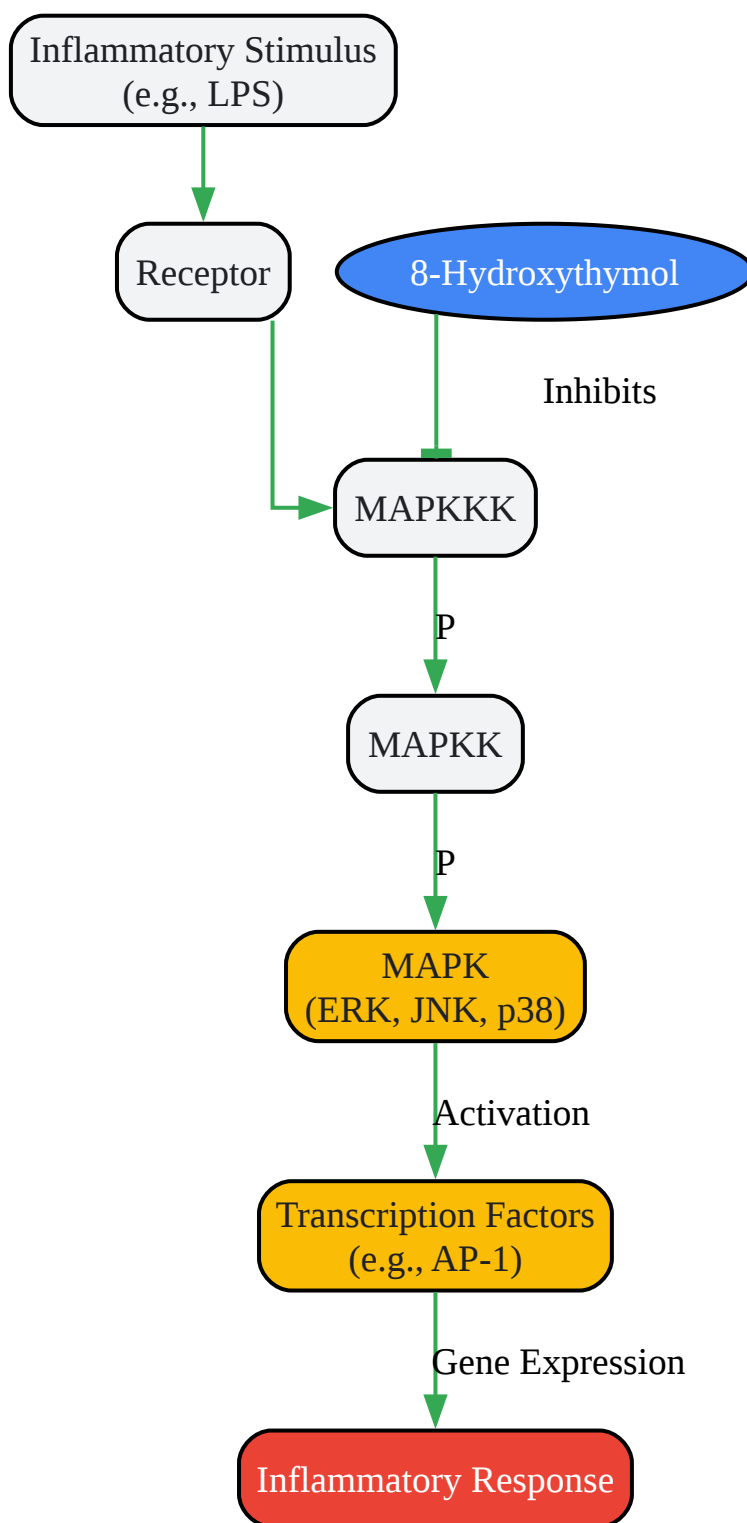 Inflammatory Stimulus
(e.g., LPS)
Receptor
8-Hydroxythymol
Inhibits
MAPKKK
P
MAPKK
P
MAPK
(ERK, JNK, p38)
Activation
Transcription Factors
(e.g., AP-1)
Gene Expression
Inflammatory Response